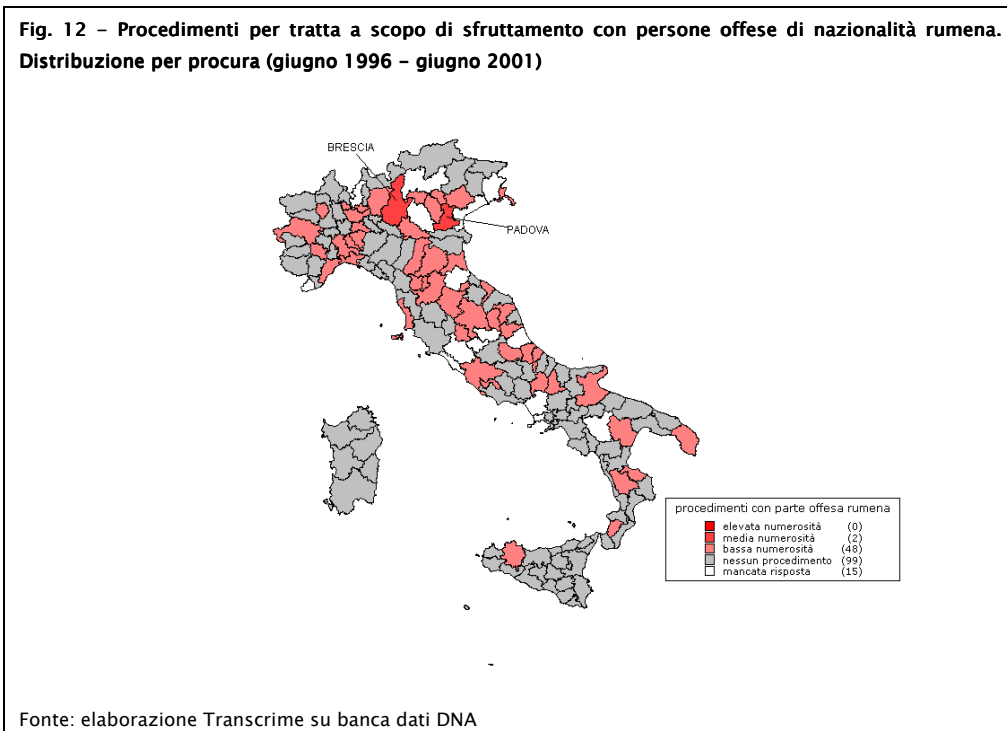 Fig. 12 – Procedimenti per tratta a scopo di sfruttamento con persone offese di nazionalità rumena.
Distribuzione per procura (giugno 1996 – giugno 2001)
BRESCIA
PADOVA
procedimenti con parte offesa rumena
elevata numerosità (0)
media numerosità (2)
bassa numerosità (48)
nessun procedimento (99)
mancata risposta (15)
Fonte: elaborazione Transcrime su banca dati DNA